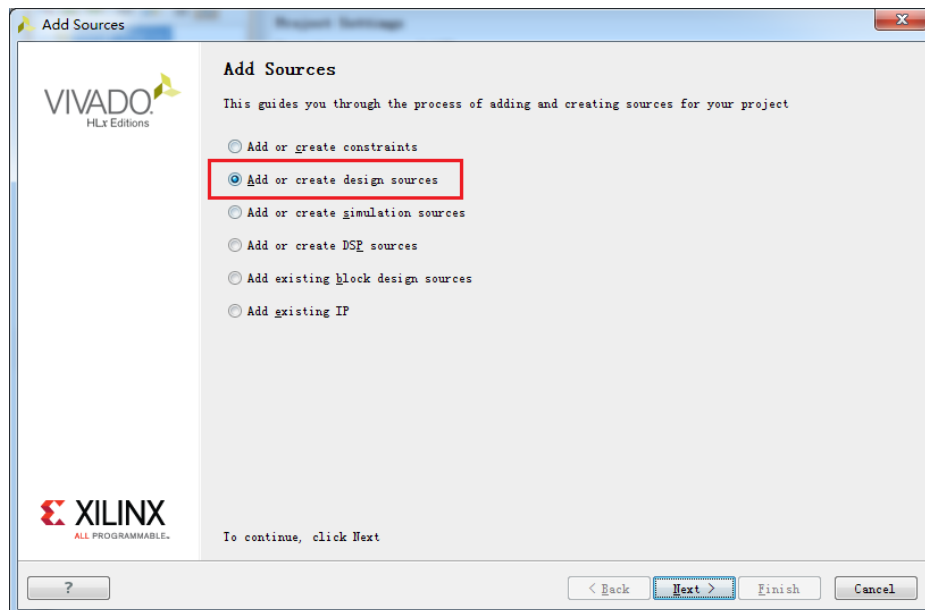 Add Sources
Project Settings
VIVADO.
HLx Editions
Add Sources
This guides you through the process of adding and creating sources for your project
Add or create constraints
Add or create design sources
Add or create simulation sources
Add or create DSP sources
Add existing block design sources
Add existing IP
XILINX
ALL PROGRAMMABLE.
To continue, click Next
?
< Back
Next >
Finish
Cancel